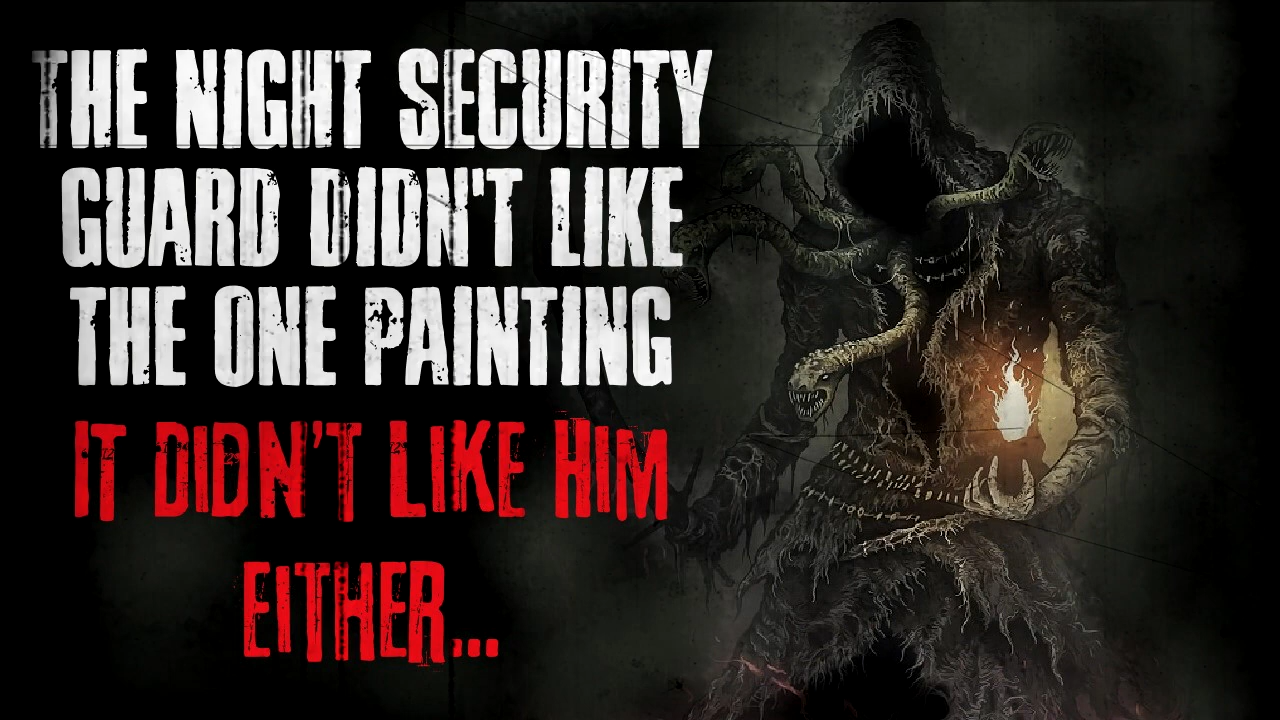 THE NIGHT SECURITY
GUARD DIDN'T LIKE
THE ONE PAINTING
IT DIDN'T LIKE HIM
EITHER...